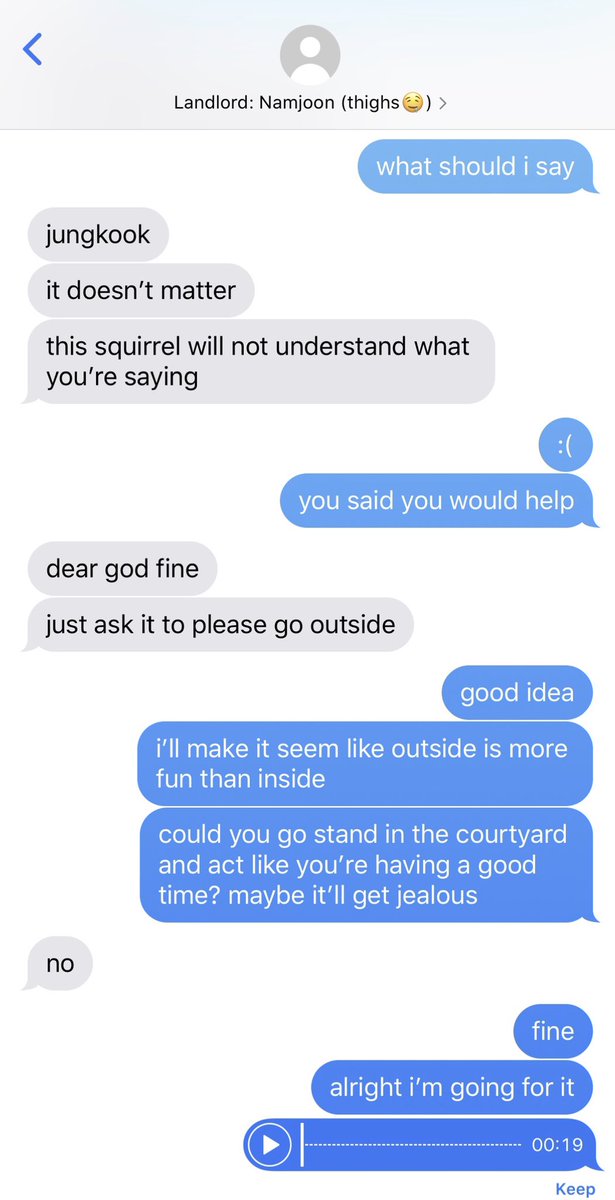 Landlord: Namjoon (thighs🤤)
what should i say
jungkook
it doesn’t matter
this squirrel will not understand what
you’re saying
:(
you said you would help
dear god fine
just ask it to please go outside
good idea
i’ll make it seem like outside is more
fun than inside
could you go stand in the courtyard
and act like you’re having a good
time? maybe it’ll get jealous
no
fine
alright i’m going for it
00:19
Keep